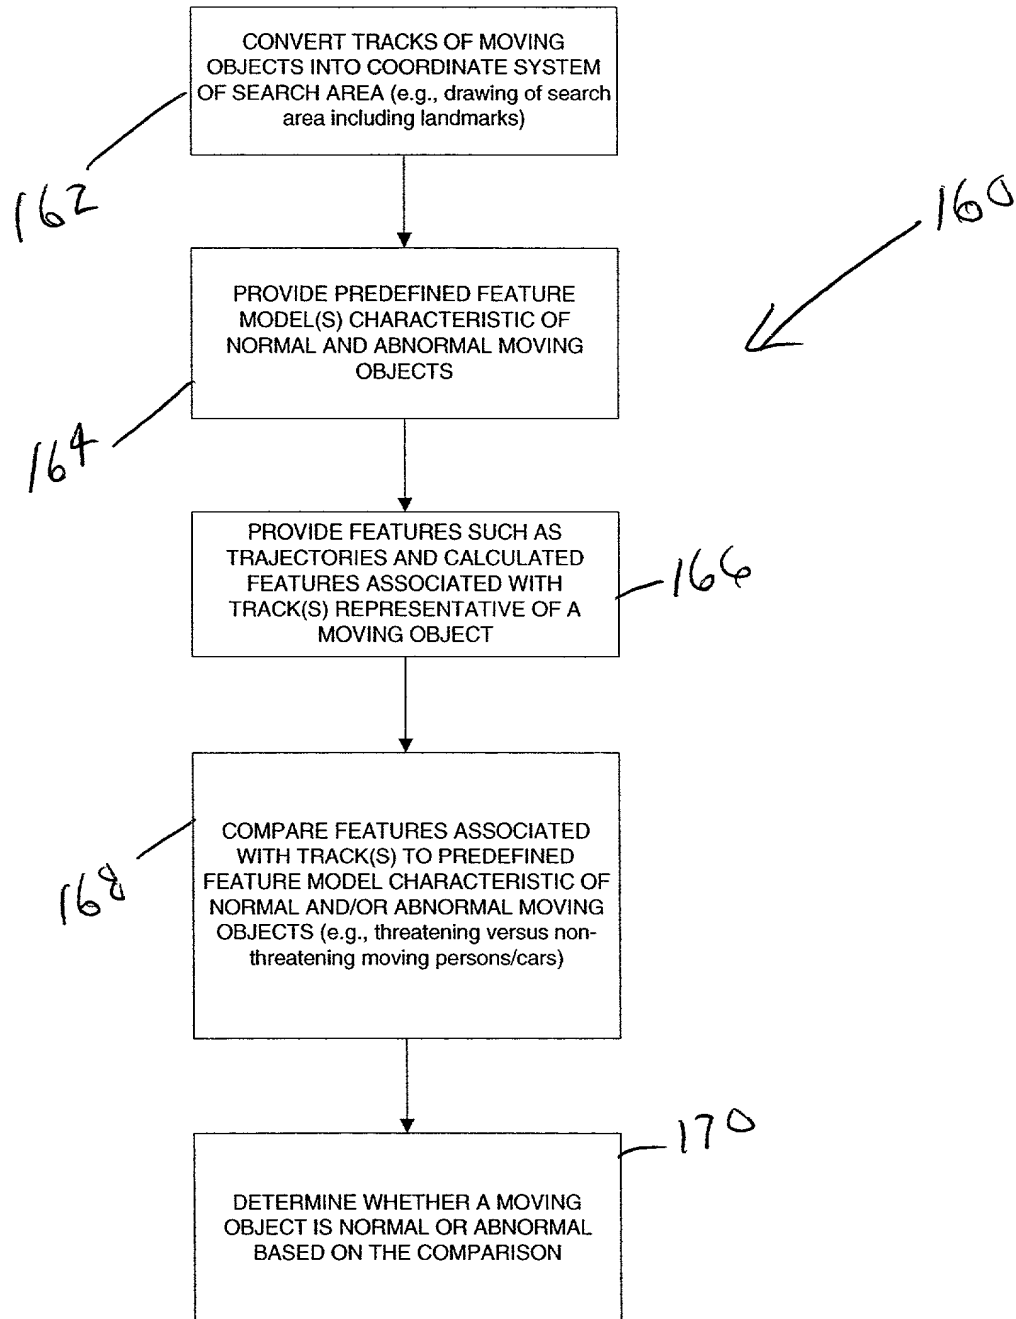 CONVERT TRACKS OF MOVING
OBJECTS INTO COORDINATE SYSTEM
OF SEARCH AREA (e.g., drawing of search
area including landmarks)
162
160
PROVIDE PREDEFINED FEATURE
MODEL(S) CHARACTERISTIC OF
NORMAL AND ABNORMAL MOVING
OBJECTS
164
PROVIDE FEATURES SUCH AS
TRAJECTORIES AND CALCULATED
FEATURES ASSOCIATED WITH
TRACK(S) REPRESENTATIVE OF A
MOVING OBJECT
166
COMPARE FEATURES ASSOCIATED
WITH TRACK(S) TO PREDEFINED
FEATURE MODEL CHARACTERISTIC OF
NORMAL AND/OR ABNORMAL MOVING
OBJECTS (e.g., threatening versus non-
threatening moving persons/cars)
168
170
DETERMINE WHETHER A MOVING
OBJECT IS NORMAL OR ABNORMAL
BASED ON THE COMPARISON